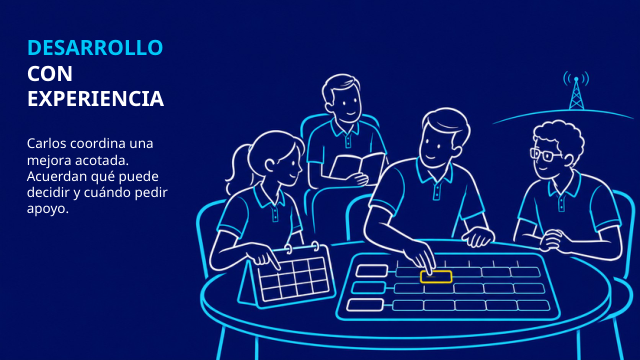 DESARROLLO
CON
EXPERIENCIA
Carlos coordina una
mejora acotada.
Acuerdan qué puede
decidir y cuándo pedir
apoyo.